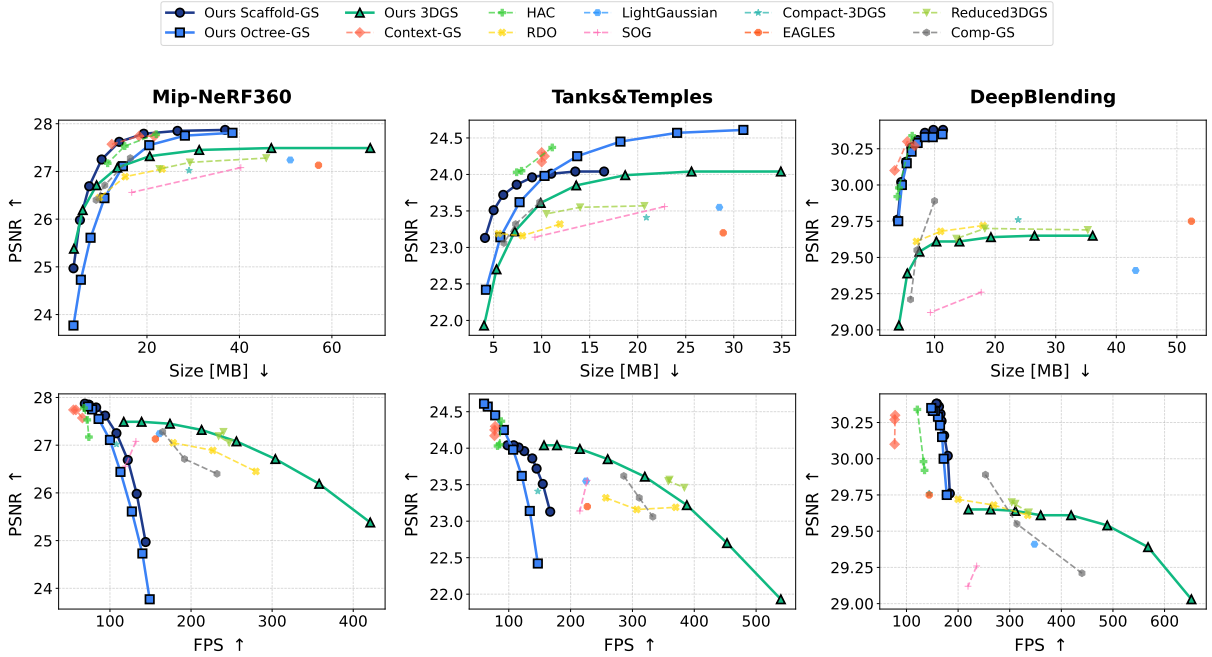 Ours Scaffold-GS Ours 3DGS HAC LightGaussian Compact-3DGS Reduced3DGS
Ours Octree-GS Context-GS RDO SOG EAGLES Comp-GS
Mip-NeRF360 Tanks&Temples DeepBlending
PSNR ↑
28
27
26
25
24
20 40 60
Size [MB] ↓
PSNR ↑
24.5
24.0
23.5
23.0
22.5
22.0
5 10 15 20 25 30 35
Size [MB] ↓
PSNR ↑
30.25
30.00
29.75
29.50
29.25
29.00
10 20 30 40 50
Size [MB] ↓
PSNR ↑
28
27
26
25
24
100 200 300 400
FPS ↑
PSNR ↑
24.5
24.0
23.5
23.0
22.5
22.0
100 200 300 400 500
FPS ↑
PSNR ↑
30.25
30.00
29.75
29.50
29.25
29.00
100 200 300 400 500 600
FPS ↑